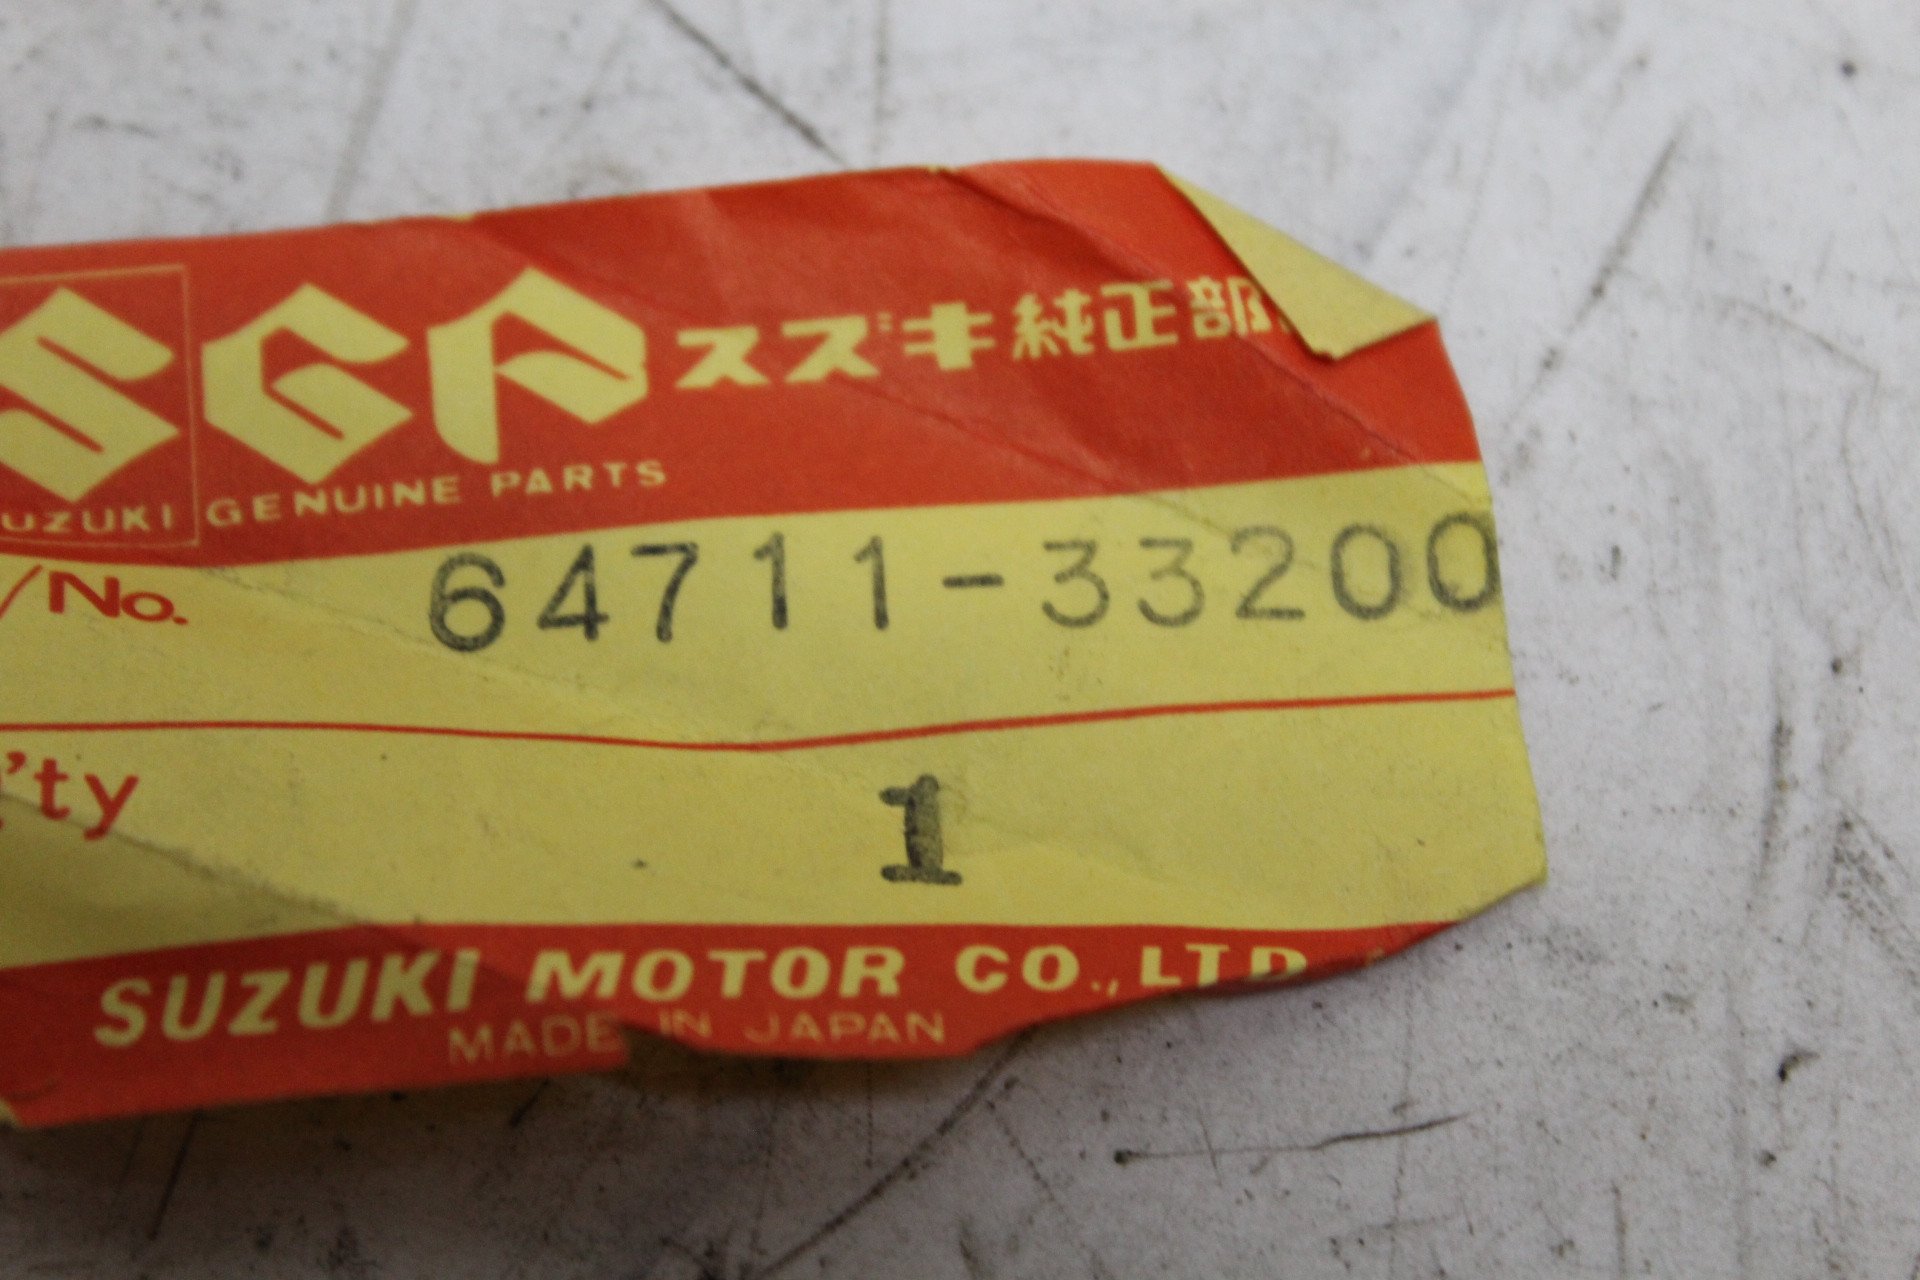 SGP スズキ純正部
UZUKI GENUINE PARTS
/No. 64711-33200
'ty 1
SUZUKI MOTOR CO., LTD
MADE IN JAPAN